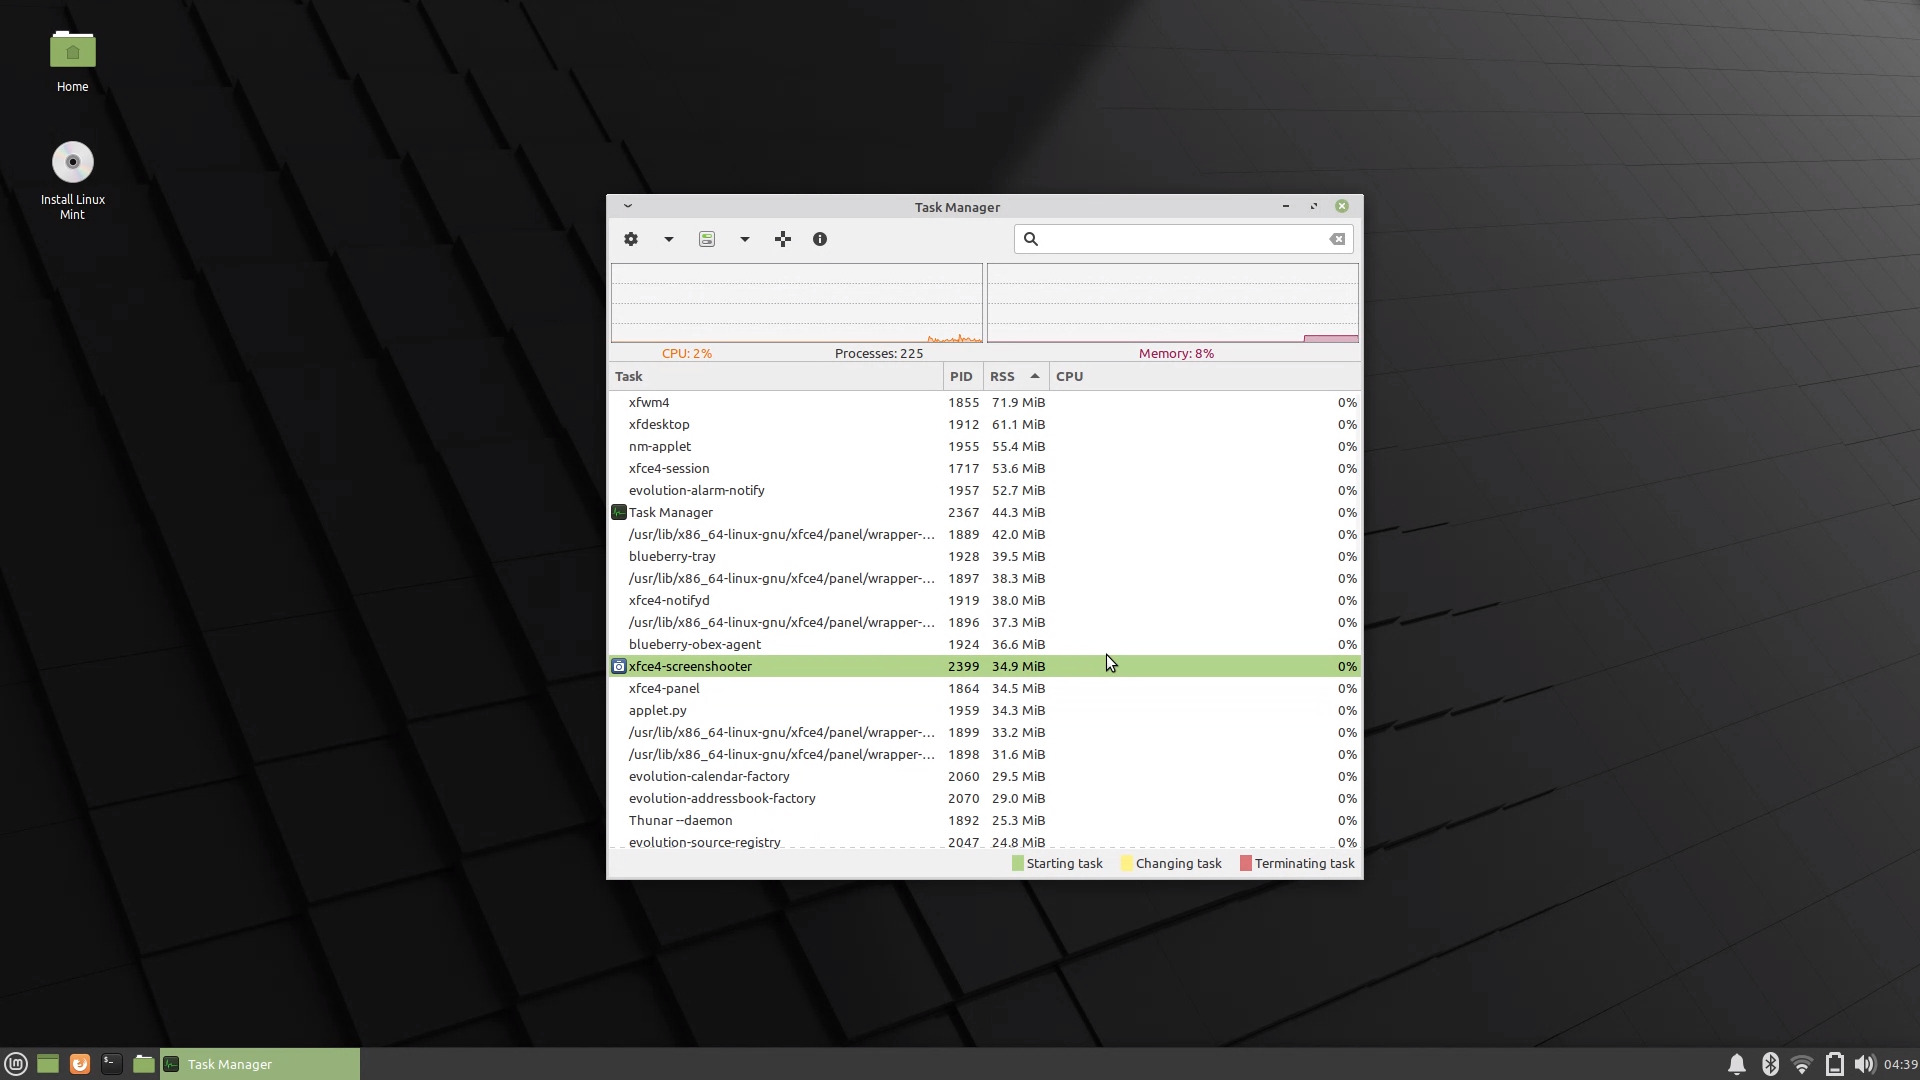 Home
Install Linux
Mint
Task Manager
CPU: 2% Processes: 225 Memory: 8%
Task PID RSS CPU
xfwm4 1855 71.9 MiB 0%
xfdesktop 1912 61.1 MiB 0%
nm-applet 1955 55.4 MiB 0%
xfce4-session 1717 53.6 MiB 0%
evolution-alarm-notify 1957 52.7 MiB 0%
Task Manager 2367 44.3 MiB 0%
/usr/lib/x86_64-linux-gnu/xfce4/panel/wrapper-... 1889 42.0 MiB 0%
blueberry-tray 1928 39.5 MiB 0%
/usr/lib/x86_64-linux-gnu/xfce4/panel/wrapper-... 1897 38.3 MiB 0%
xfce4-notifyd 1919 38.0 MiB 0%
/usr/lib/x86_64-linux-gnu/xfce4/panel/wrapper-... 1896 37.3 MiB 0%
blueberry-obex-agent 1924 36.6 MiB 0%
xfce4-screenshooter 2399 34.9 MiB 0%
xfce4-panel 1864 34.5 MiB 0%
applet.py 1959 34.3 MiB 0%
/usr/lib/x86_64-linux-gnu/xfce4/panel/wrapper-... 1899 33.2 MiB 0%
/usr/lib/x86_64-linux-gnu/xfce4/panel/wrapper-... 1898 31.6 MiB 0%
evolution-calendar-factory 2060 29.5 MiB 0%
evolution-addressbook-factory 2070 29.0 MiB 0%
Thunar --daemon 1892 25.3 MiB 0%
evolution-source-registry 2047 24.8 MiB 0%
Starting task Changing task Terminating task
Task Manager
04:39